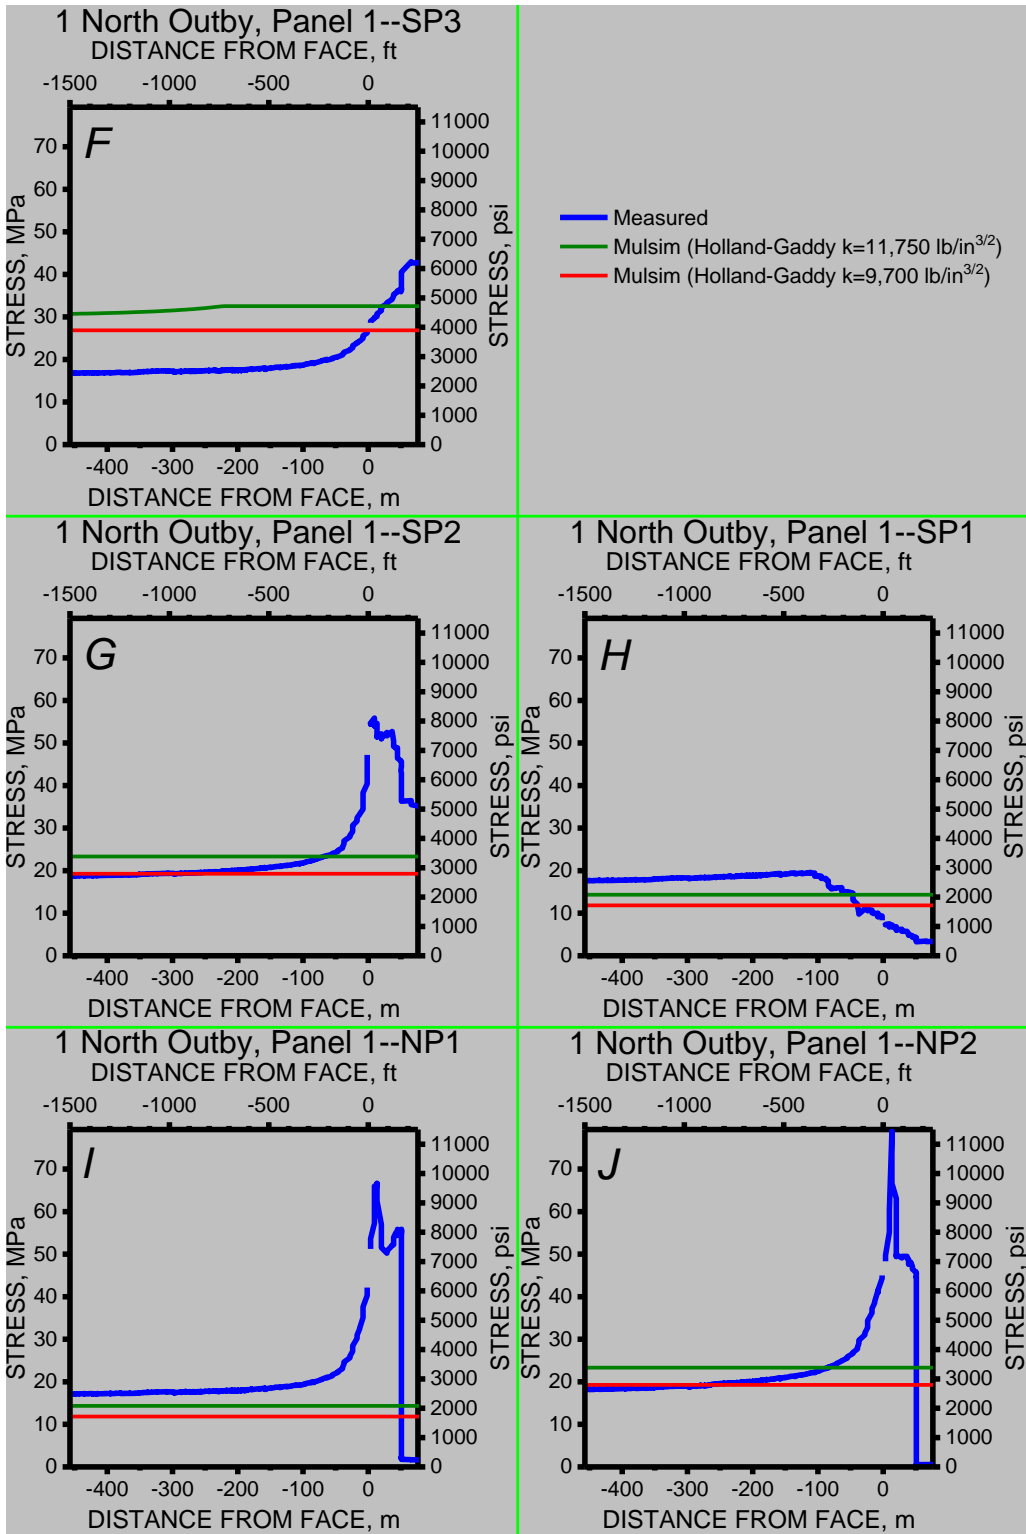 1 North Outby, Panel 1--SP3
DISTANCE FROM FACE, ft
-1500 -1000 -500 0
F
STRESS, MPa
70
60
50
40
30
20
10
0
STRESS, psi
11000
10000
9000
8000
7000
6000
5000
4000
3000
2000
1000
0
-400 -300 -200 -100 0
DISTANCE FROM FACE, m
Measured
Mulsim (Holland-Gaddy k=11,750 lb/in3/2)
Mulsim (Holland-Gaddy k=9,700 lb/in3/2)
1 North Outby, Panel 1--SP2
DISTANCE FROM FACE, ft
-1500 -1000 -500 0
G
STRESS, MPa
70
60
50
40
30
20
10
0
STRESS, psi
11000
10000
9000
8000
7000
6000
5000
4000
3000
2000
1000
0
-400 -300 -200 -100 0
DISTANCE FROM FACE, m
1 North Outby, Panel 1--SP1
DISTANCE FROM FACE, ft
-1500 -1000 -500 0
H
STRESS, MPa
70
60
50
40
30
20
10
0
STRESS, psi
11000
10000
9000
8000
7000
6000
5000
4000
3000
2000
1000
0
-400 -300 -200 -100 0
DISTANCE FROM FACE, m
1 North Outby, Panel 1--NP1
DISTANCE FROM FACE, ft
-1500 -1000 -500 0
I
STRESS, MPa
70
60
50
40
30
20
10
0
STRESS, psi
11000
10000
9000
8000
7000
6000
5000
4000
3000
2000
1000
0
-400 -300 -200 -100 0
DISTANCE FROM FACE, m
1 North Outby, Panel 1--NP2
DISTANCE FROM FACE, ft
-1500 -1000 -500 0
J
STRESS, MPa
70
60
50
40
30
20
10
0
STRESS, psi
11000
10000
9000
8000
7000
6000
5000
4000
3000
2000
1000
0
-400 -300 -200 -100 0
DISTANCE FROM FACE, m